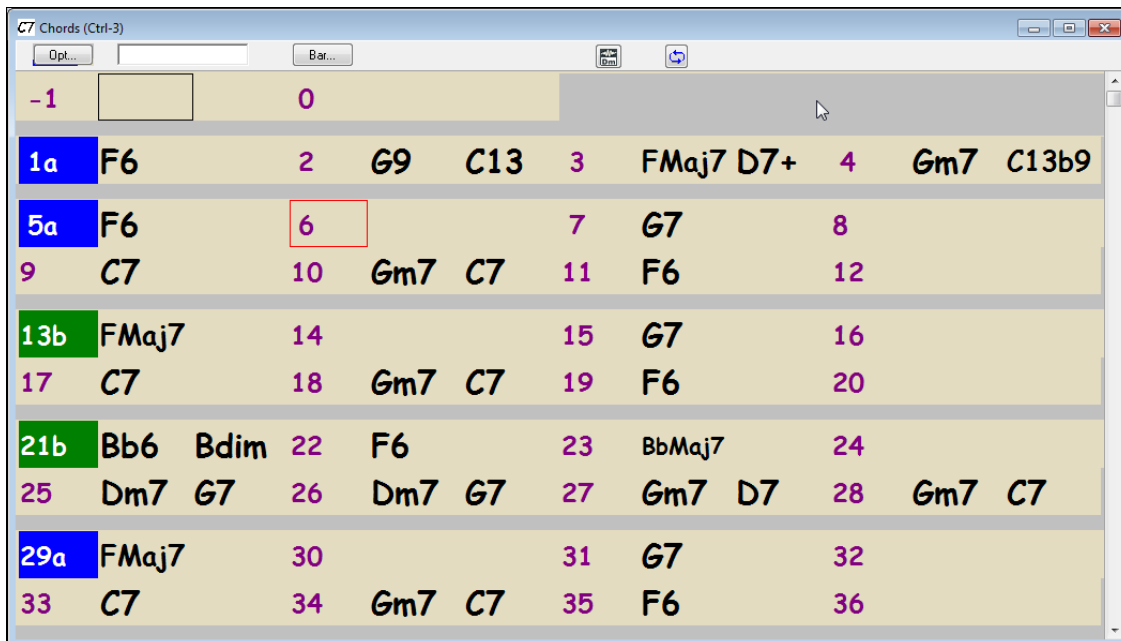 C7 Chords (Ctrl-3)
Opt... Bar... Dm
-1 0
1a F6 2 G9 C13 3 FMaj7 D7+ 4 Gm7 C13b9
5a F6 6 7 G7 8
9 C7 10 Gm7 C7 11 F6 12
13b FMaj7 14 15 G7 16
17 C7 18 Gm7 C7 19 F6 20
21b Bb6 Bdim 22 F6 23 BbMaj7 24
25 Dm7 G7 26 Dm7 G7 27 Gm7 D7 28 Gm7 C7
29a FMaj7 30 31 G7 32
33 C7 34 Gm7 C7 35 F6 36